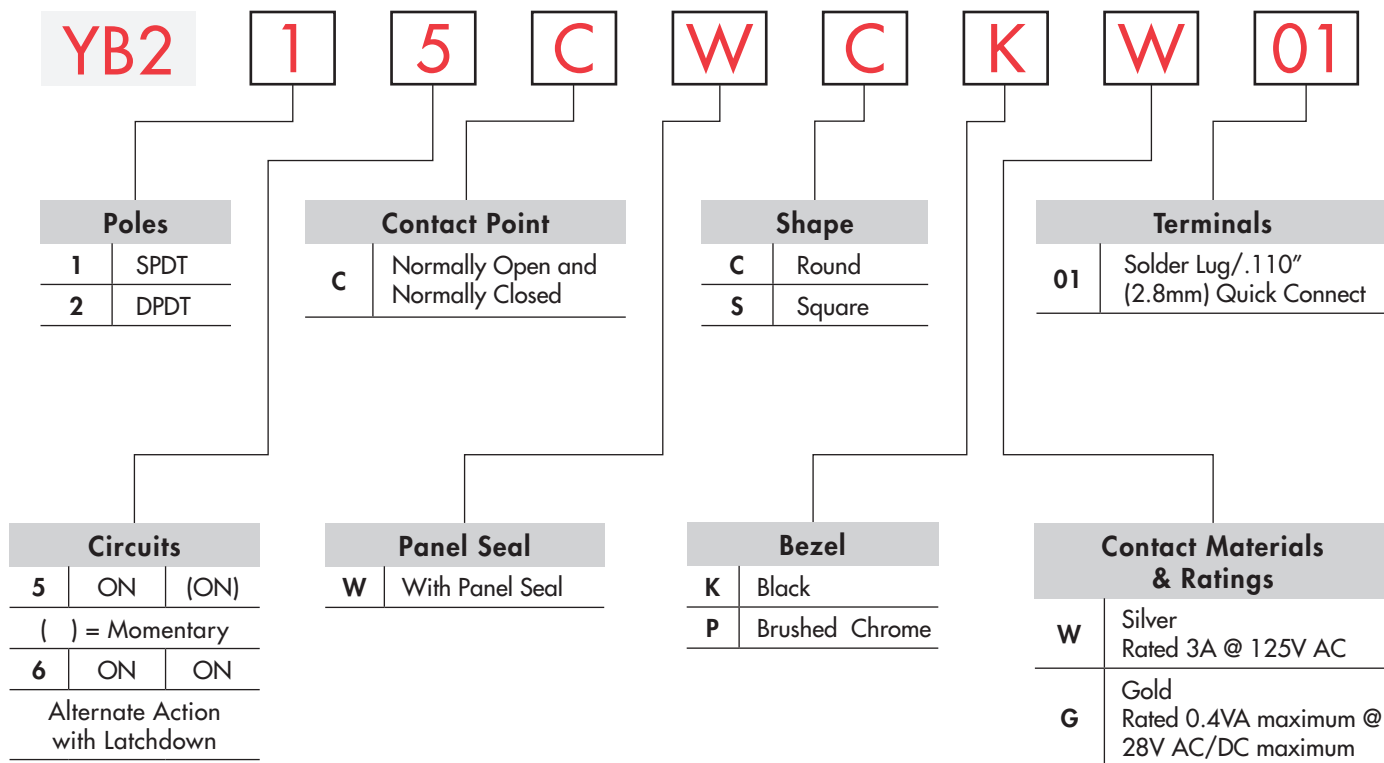 YB2 1 5 C W C K W 01
Poles
1 SPDT
2 DPDT
Contact Point
C Normally Open and
Normally Closed
Shape
C Round
S Square
Terminals
01 Solder Lug/.110"
(2.8mm) Quick Connect
Circuits
5 ON (ON)
( ) = Momentary
6 ON ON
Alternate Action
with Latchdown
Panel Seal
W With Panel Seal
Bezel
K Black
P Brushed Chrome
Contact Materials
& Ratings
W Silver
Rated 3A @ 125V AC
G Gold
Rated 0.4VA maximum @
28V AC/DC maximum